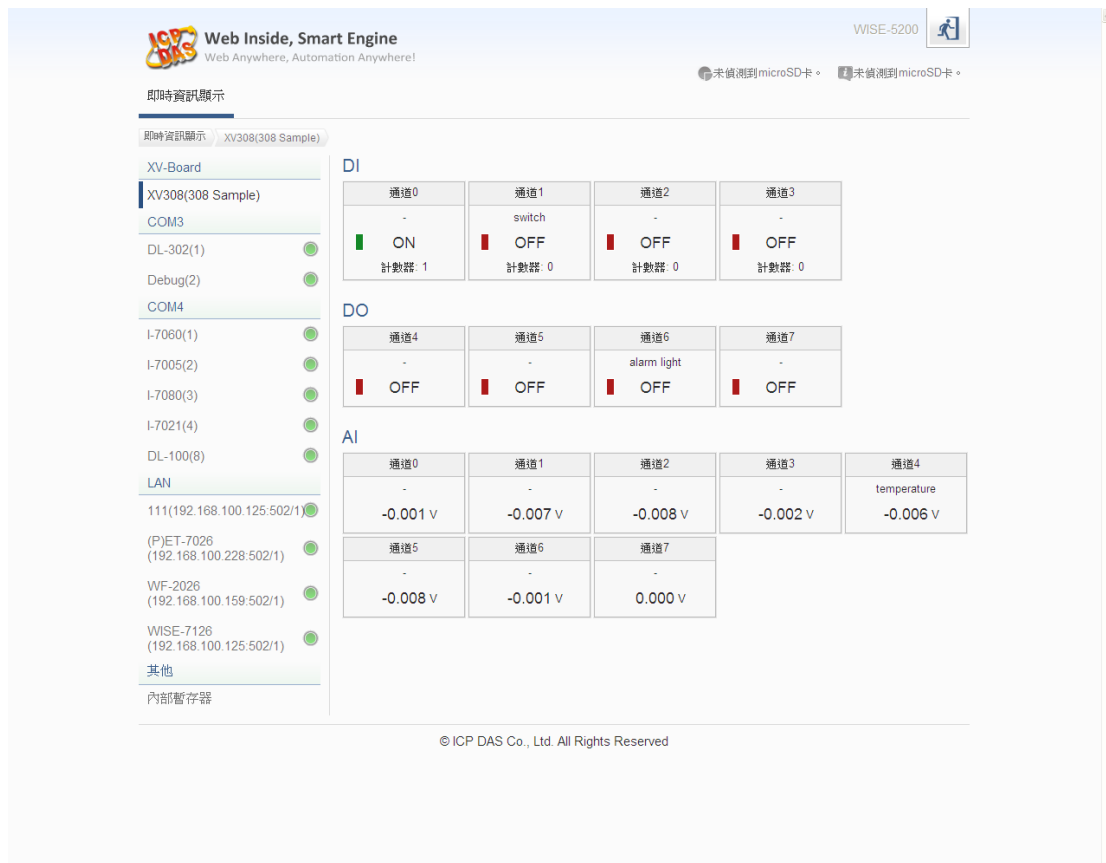 ICP DAS
Web Inside, Smart Engine
Web Anywhere, Automation Anywhere!
WISE-5200
未偵測到microSD卡。 未偵測到microSD卡。
即時資訊顯示
即時資訊顯示 XV308(308 Sample)
XV-Board
XV308(308 Sample)
COM3
DL-302(1)
Debug(2)
COM4
I-7060(1)
I-7005(2)
I-7080(3)
I-7021(4)
DL-100(8)
LAN
111(192.168.100.125:502/1)
(P)ET-7026
(192.168.100.228:502/1)
WF-2026
(192.168.100.159:502/1)
WISE-7126
(192.168.100.125:502/1)
其他
內部暫存器
DI
通道0 通道1 通道2 通道3
- switch - -
ON OFF OFF OFF
計數器: 1 計數器: 0 計數器: 0 計數器: 0
DO
通道4 通道5 通道6 通道7
- - alarm light -
OFF OFF OFF OFF
AI
通道0 通道1 通道2 通道3 通道4
- - - - temperature
-0.001 V -0.007 V -0.008 V -0.002 V -0.006 V
通道5 通道6 通道7
- - -
-0.008 V -0.001 V 0.000 V
© ICP DAS Co., Ltd. All Rights Reserved